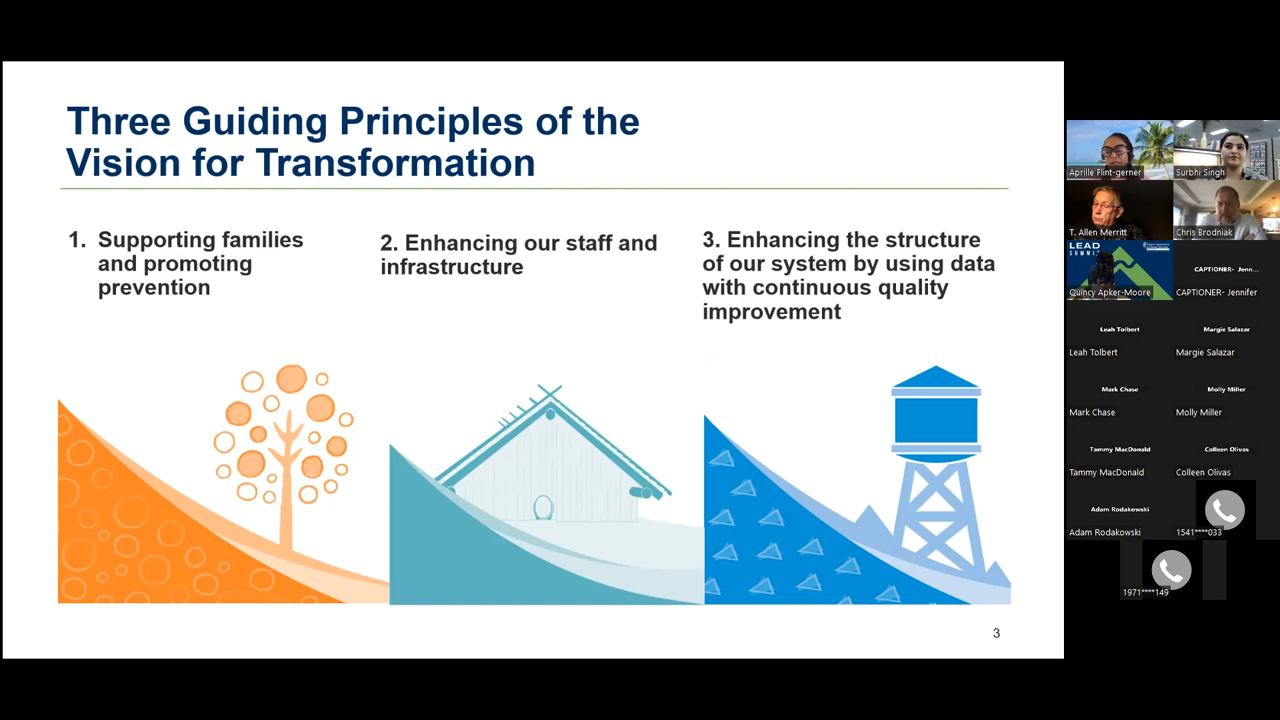 Three Guiding Principles of the
Vision for Transformation
1. Supporting families
and promoting
prevention
2. Enhancing our staff and
infrastructure
3. Enhancing the structure
of our system by using data
with continuous quality
improvement
3
Aprille Flint-gerner
Surbhi Singh
T. Allen Merritt
Chris Brodniak
LEAD
SUMMIT
Quincy Apker-Moore
CAPTIONER- Jenn...
CAPTIONER- Jennifer
Leah Tolbert
Leah Tolbert
Margie Salazar
Margie Salazar
Mark Chase
Mark Chase
Molly Miller
Molly Miller
Tammy MacDonald
Tammy MacDonald
Colleen Olivas
Colleen Olivas
Adam Rodakowski
Adam Rodakowski
1541****033
1971****149